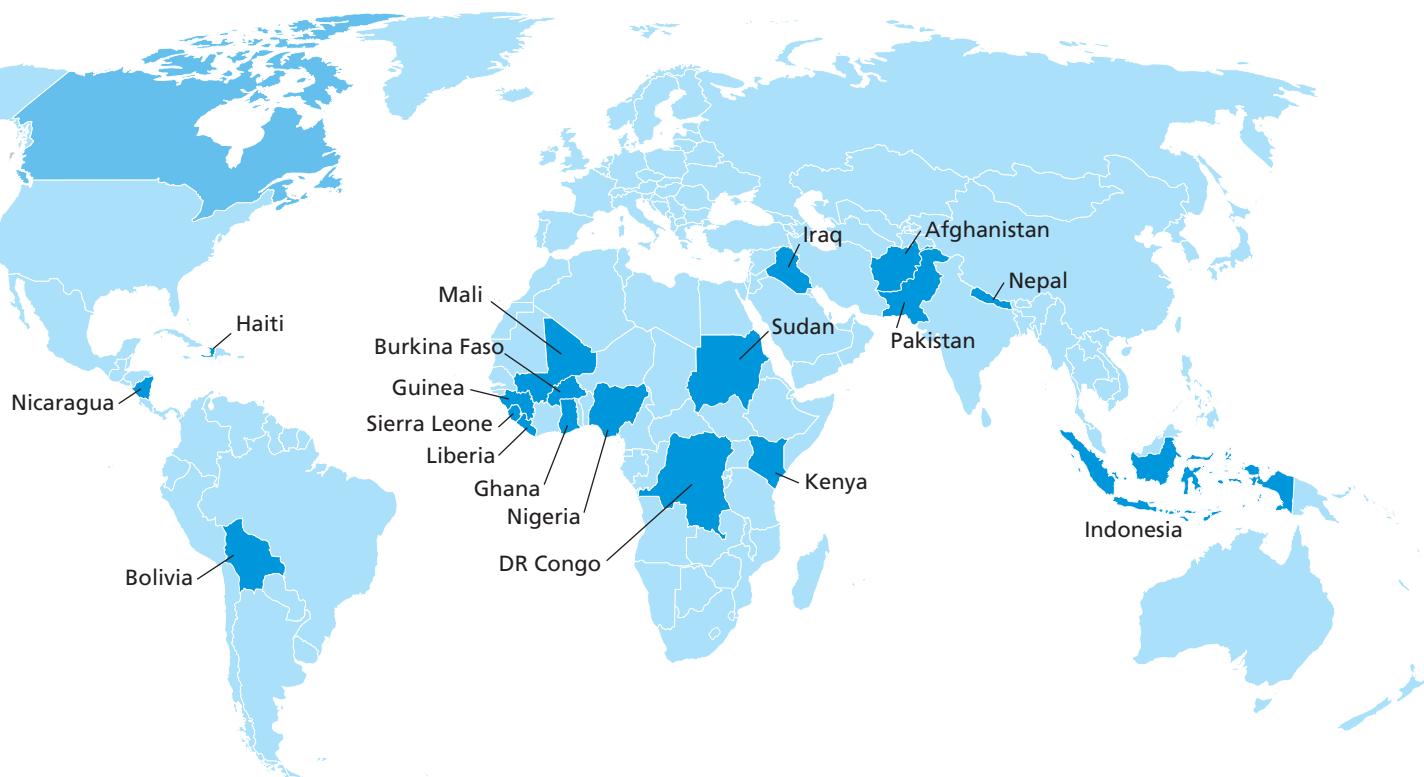 Iraq
Afghanistan
Nepal
Mali
Haiti
Sudan
Pakistan
Burkina Faso
Guinea
Nicaragua
Sierra Leone
Liberia
Ghana
Kenya
Nigeria
Indonesia
DR Congo
Bolivia